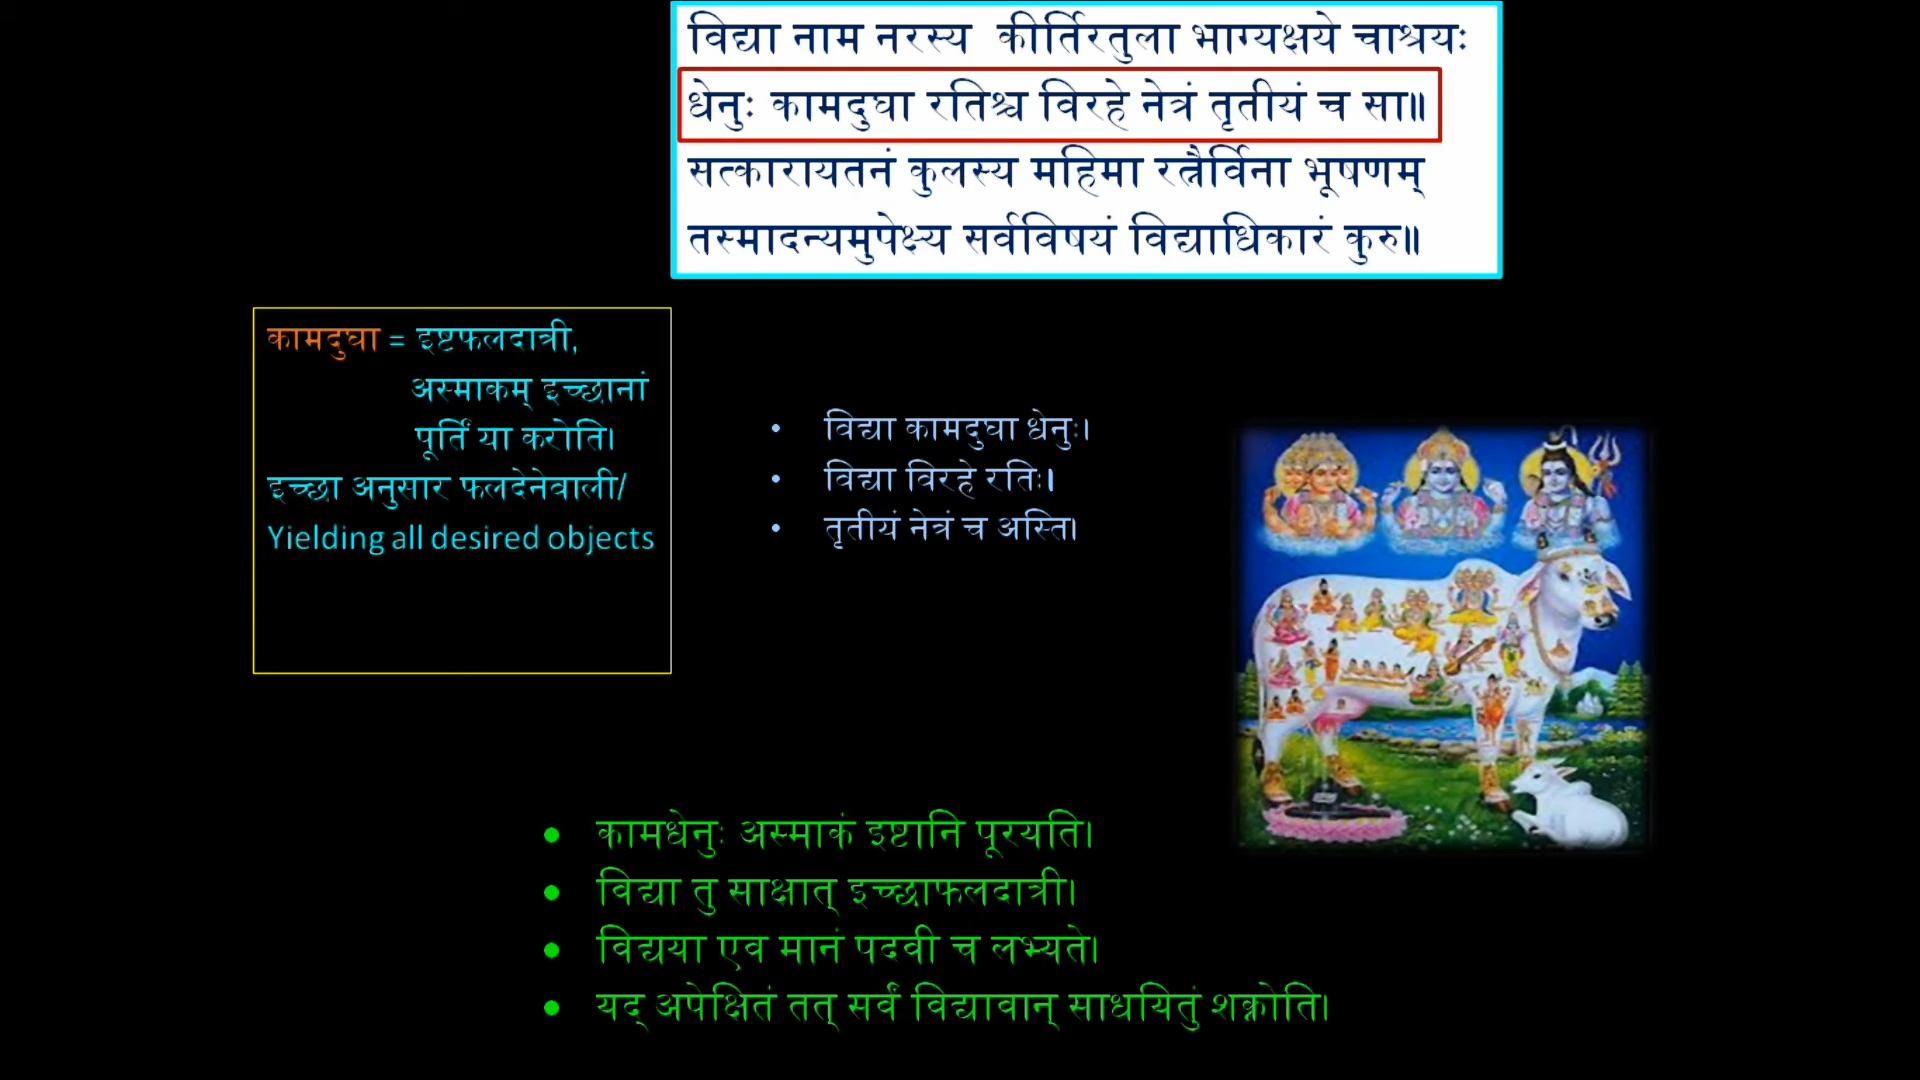 विद्या नाम नरस्य कीर्तिरतुला भाग्यक्षये चाश्रयः
धेनुः कामदुघा रतिश्च विरहे नेत्रं तृतीयं च सा॥
सत्कारायतनं कुलस्य महिमा रत्नैर्विना भूषणम्
तस्मादन्यमुपेक्ष्य सर्वविषयं विद्याधिकारं कुरु॥
कामदुघा = इष्टफलदात्री,
अस्माकम् इच्छानां
पूर्तिं या करोति।
इच्छा अनुसार फलदेनेवाली/
Yielding all desired objects
• विद्या कामदुघा धेनुः।
• विद्या विरहे रतिः।
• तृतीयं नेत्रं च अस्ति।
• कामधेनुः अस्माकं इष्टानि पूरयति।
• विद्या तु साक्षात् इच्छाफलदात्री।
• विद्यया एव मानं पदवी च लभ्यते।
• यद् अपेक्षितं तत् सर्वं विद्यावान् साधयितुं शक्नोति।